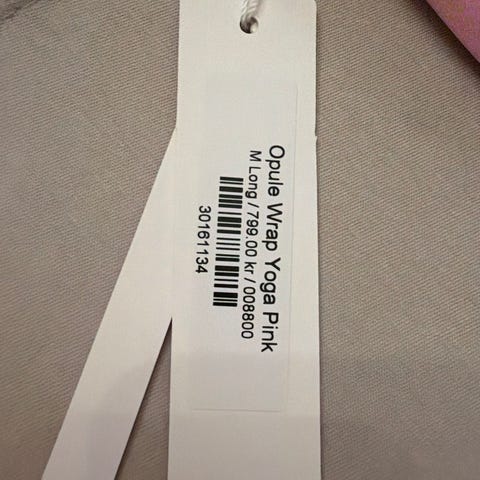 Opule Wrap Yoga Pink
M Long / 799.00 kr / 008800
30161134